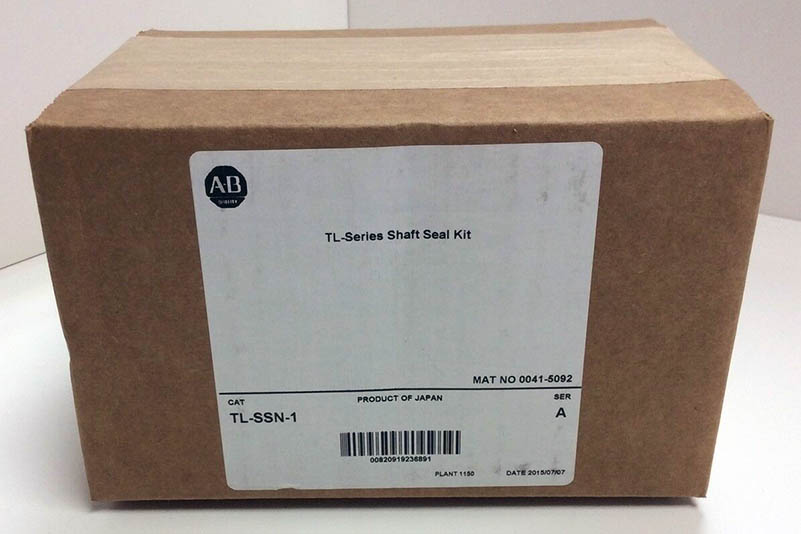 A-B
QUALITY
TL-Series Shaft Seal Kit
MAT NO 0041-5092
CAT PRODUCT OF JAPAN SER
TL-SSN-1 A
00820919236891
PLANT 1150 DATE 2015/07/07